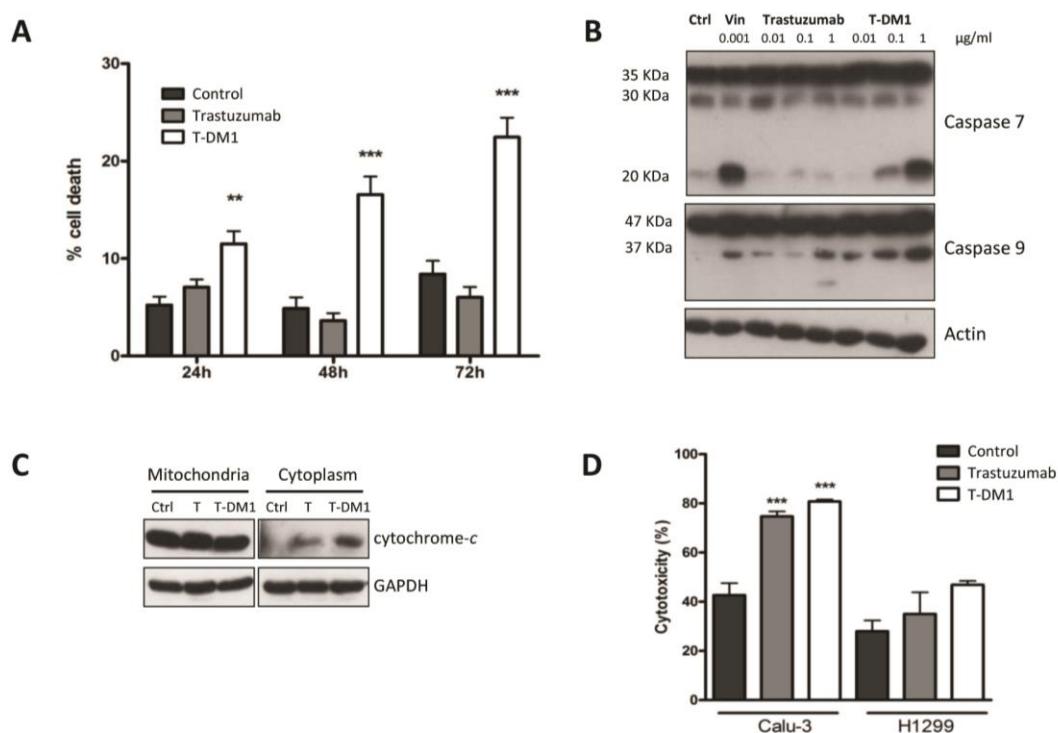 A
% cell death
30
20
10
0
Control
Trastuzumab
T-DM1
**
***
***
24h 48h 72h
B
Ctrl Vin Trastuzumab T-DM1
0.001 0.01 0.1 1 0.01 0.1 1 µg/ml
35 KDa
30 KDa
20 KDa
Caspase 7
47 KDa
37 KDa
Caspase 9
Actin
C
Mitochondria Cytoplasm
Ctrl T T-DM1 Ctrl T T-DM1
cytochrome-c
GAPDH
D
Cytotoxicity (%)
100
80
60
40
20
0
Control
Trastuzumab
T-DM1
*** ***
Calu-3 H1299